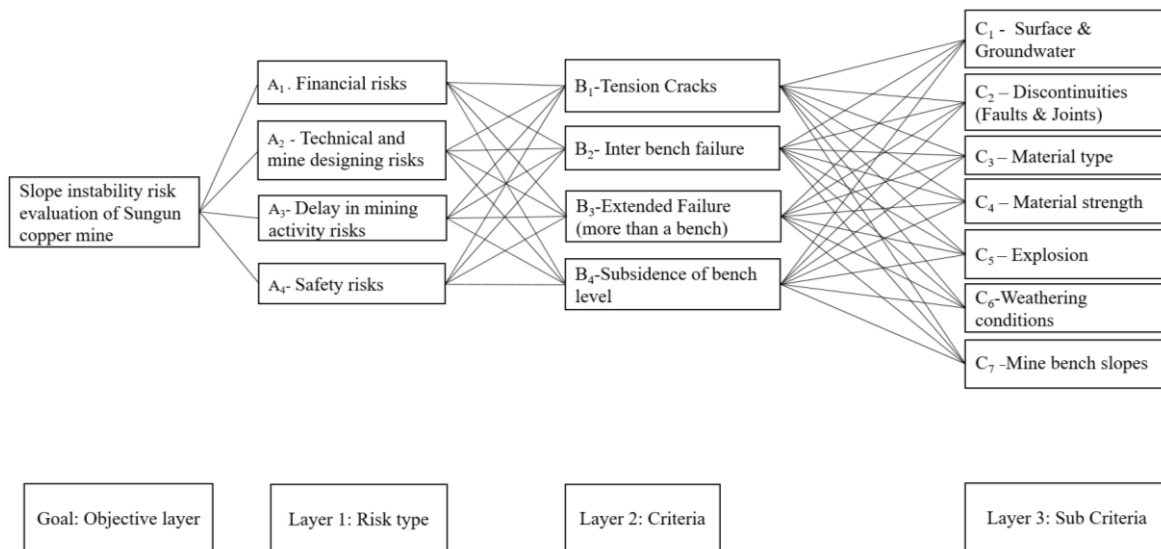 Slope instability risk
evaluation of Sungun
copper mine
A₁ . Financial risks
A₂ - Technical and
mine designing risks
A₃- Delay in mining
activity risks
A₄- Safety risks
B₁-Tension Cracks
B₂- Inter bench failure
B₃-Extended Failure
(more than a bench)
B₄-Subsidence of bench
level
C₁ - Surface &
Groundwater
C₂ – Discontinuities
(Faults & Joints)
C₃ – Material type
C₄ – Material strength
C₅ – Explosion
C₆-Weathering
conditions
C₇ –Mine bench slopes
Goal: Objective layer
Layer 1: Risk type
Layer 2: Criteria
Layer 3: Sub Criteria